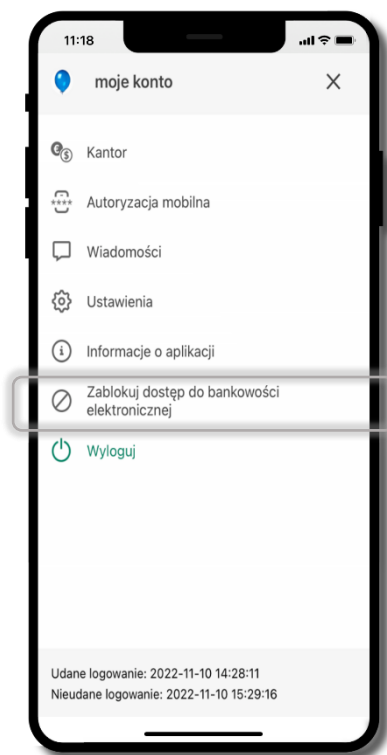 11:18
moje konto
Kantor
Autoryzacja mobilna
Wiadomości
Ustawienia
Informacje o aplikacji
Zablokuj dostęp do bankowości
elektronicznej
Wyloguj
Udane logowanie: 2022-11-10 14:28:11
Nieudane logowanie: 2022-11-10 15:29:16